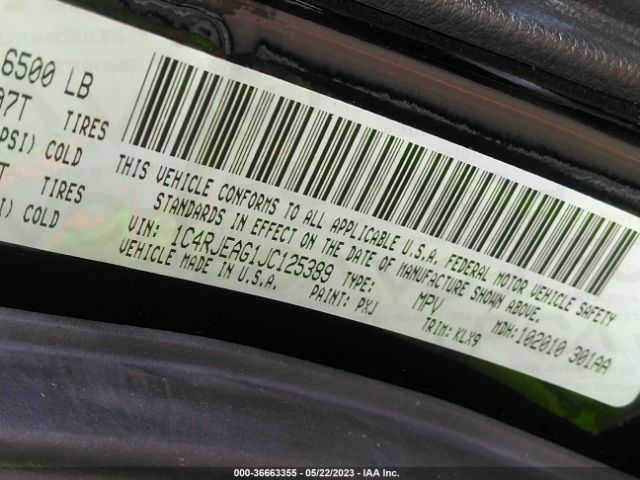 6500 LB
A7T TIRES
PSI) COLD
T TIRES
I) COLD
THIS VEHICLE CONFORMS TO ALL APPLICABLE U.S.A. FEDERAL MOTOR VEHICLE SAFETY
STANDARDS IN EFFECT ON THE DATE OF MANUFACTURE SHOWN ABOVE.
VIN: 1C4RJEAG1JC125389 TYPE: MPV MDH:102010 301AA
VEHICLE MADE IN U.S.A. PAINT: PXJ TRIM: KLX9
000-36663355 - 05/22/2023 - IAA Inc.